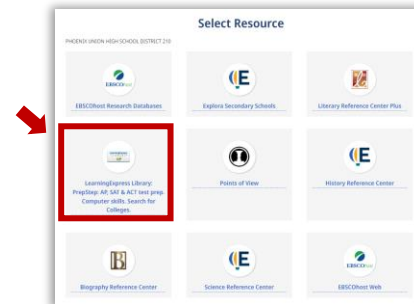 Select Resource
PHOENIX UNION HIGH SCHOOL DISTRICT 210
EBSCOhost Research Databases
Explora Secondary Schools
Literary Reference Center Plus
LearningExpress Library:
PrepStep: AP, SAT & ACT test prep.
Computer skills. Search for
Colleges.
Points of View
History Reference Center
Biography Reference Center
Science Reference Center
EBSCOhost Web